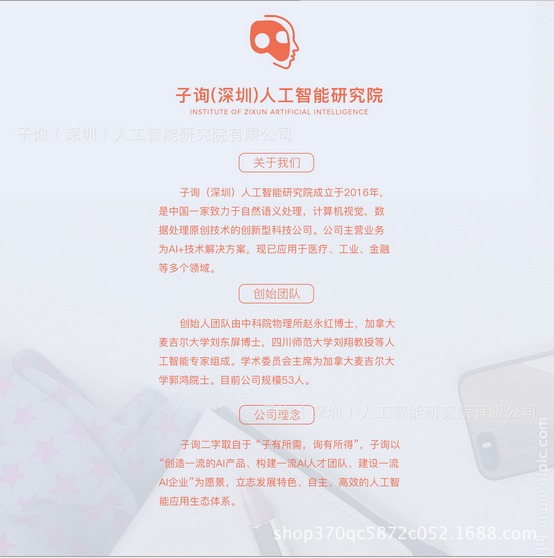 子询(深圳)人工智能研究院
INSTITUTE OF ZIXUN ARTIFICIAL INTELLIGENCE
子询（深圳）人工智能研究院有限公司
关于我们
子询（深圳）人工智能研究院成立于2016年，
是中国一家致力于自然语义处理，计算机视觉，数
据处理原创技术的创新型科技公司。公司主营业务
为AI+技术解决方案，现已应用于医疗、工业、金融
等多个领域。
创始团队
创始人团队由中科院物理所赵永红博士，加拿大
麦吉尔大学刘东屏博士，四川师范大学刘翔教授等人
工智能专家组成。学术委员会主席为加拿大麦吉尔大
学郭鸿院士。目前公司规模53人。
公司理念
（深圳）人工智能研究院有限公司
子询二字取自于“子有所需，询有所得”，子询以
“创造一流的AI产品、构建一流AI人才团队、建设一流
AI企业”为愿景，立志发展特色、自主、高效的人工智
能应用生态体系。
shop370qc5872c052.1688.com